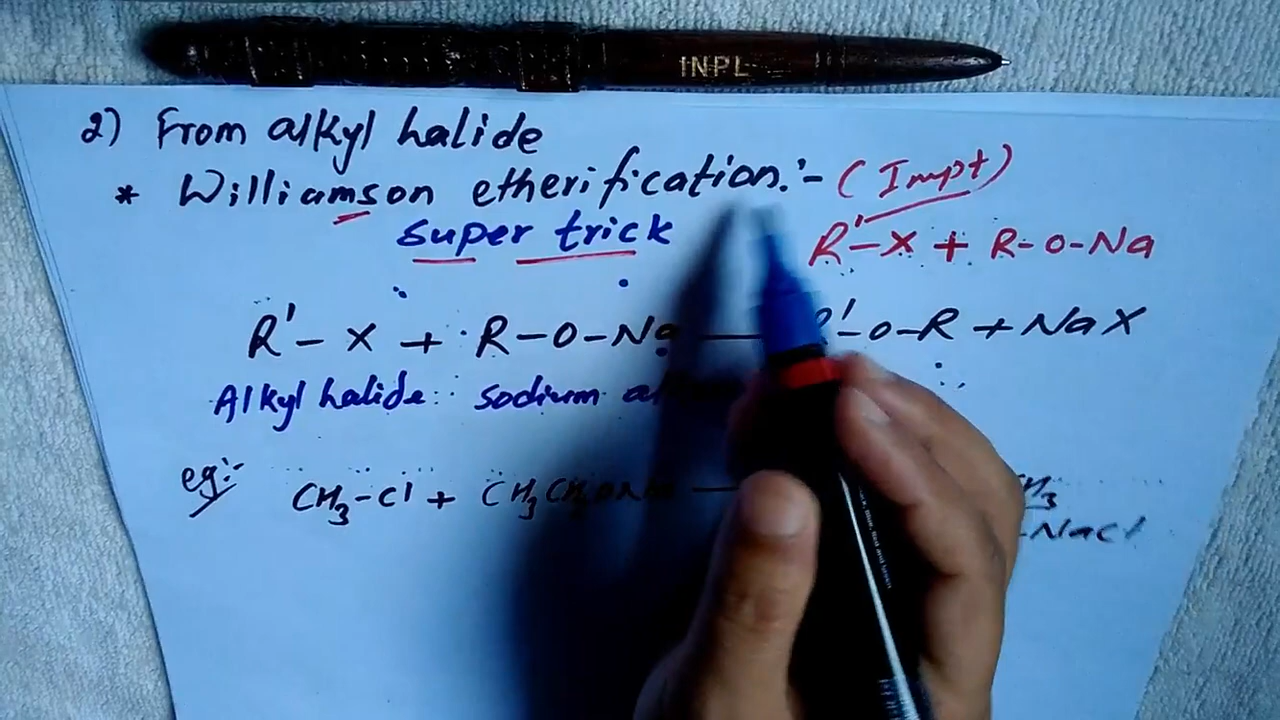 INPL
2) From alkyl halide
* Williamson etherification:- (Impt)
super trick
R'-X + R-O-Na
R'-X + R-O-Na — R'-O-R + NaX
Alkyl halide sodium
eg:- CH3-Cl + CH3CH2ONa —
NaCl